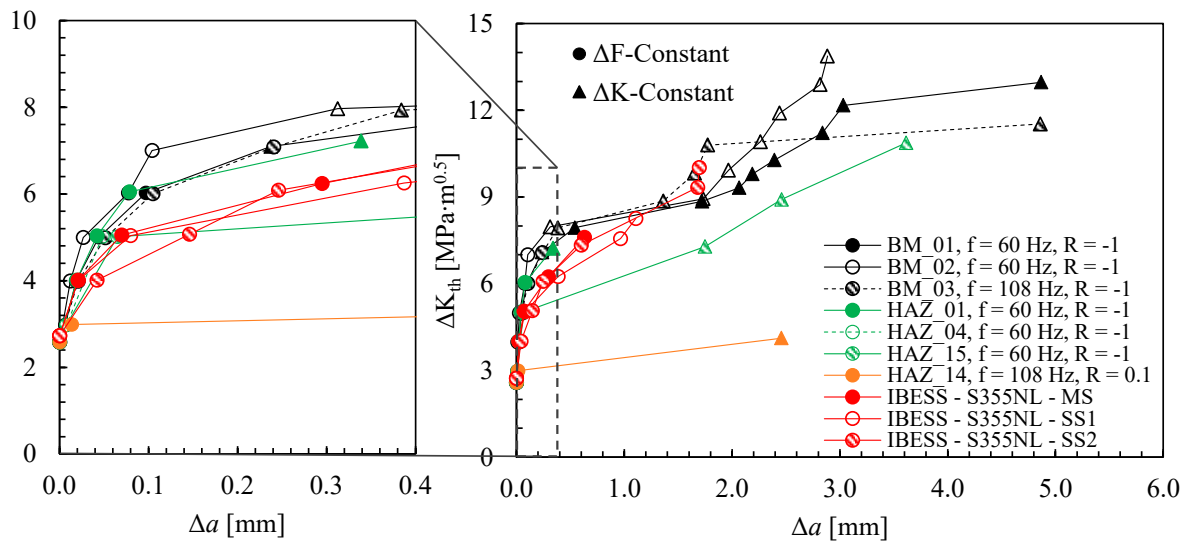 10
8
6
4
2
0
0.0 0.1 0.2 0.3 0.4
Δa [mm]
ΔK_th [MPa·m^0.5]
15
12
9
6
3
0
0.0 1.0 2.0 3.0 4.0 5.0 6.0
Δa [mm]
ΔF-Constant
ΔK-Constant
BM_01, f = 60 Hz, R = -1
BM_02, f = 60 Hz, R = -1
BM_03, f = 108 Hz, R = -1
HAZ_01, f = 60 Hz, R = -1
HAZ_04, f = 60 Hz, R = -1
HAZ_15, f = 60 Hz, R = -1
HAZ_14, f = 108 Hz, R = 0.1
IBESS - S355NL - MS
IBESS - S355NL - SS1
IBESS - S355NL - SS2